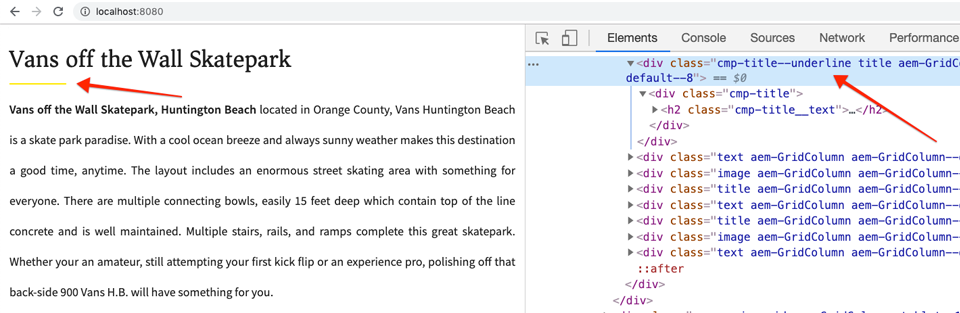 localhost:8080
Vans off the Wall Skatepark
Vans off the Wall Skatepark, Huntington Beach located in Orange County, Vans Huntington Beach
is a skate park paradise. With a cool ocean breeze and always sunny weather makes this destination
a good time, anytime. The layout includes an enormous street skating area with something for
everyone. There are multiple connecting bowls, easily 15 feet deep which contain top of the line
concrete and is well maintained. Multiple stairs, rails, and ramps complete this great skatepark.
Whether your an amateur, still attempting your first kick flip or an experience pro, polishing off that
back-side 900 Vans H.B. will have something for you.
Elements Console Sources Network Performance
… ▼<div class="cmp-title--underline title aem-GridCo
default--8"> == $0
▼<div class="cmp-title">
▶<h2 class="cmp-title__text">…</h2>
</div>
</div>
▶<div class="text aem-GridColumn aem-GridColumn--
▶<div class="image aem-GridColumn aem-GridColumn-
▶<div class="title aem-GridColumn aem-GridColumn-
▶<div class="text aem-GridColumn aem-GridColumn--
▶<div class="title aem-GridColumn aem-GridColumn-
▶<div class="image aem-GridColumn aem-GridColumn-
▶<div class="text aem-GridColumn aem-GridColumn--
::after
</div>
</div>